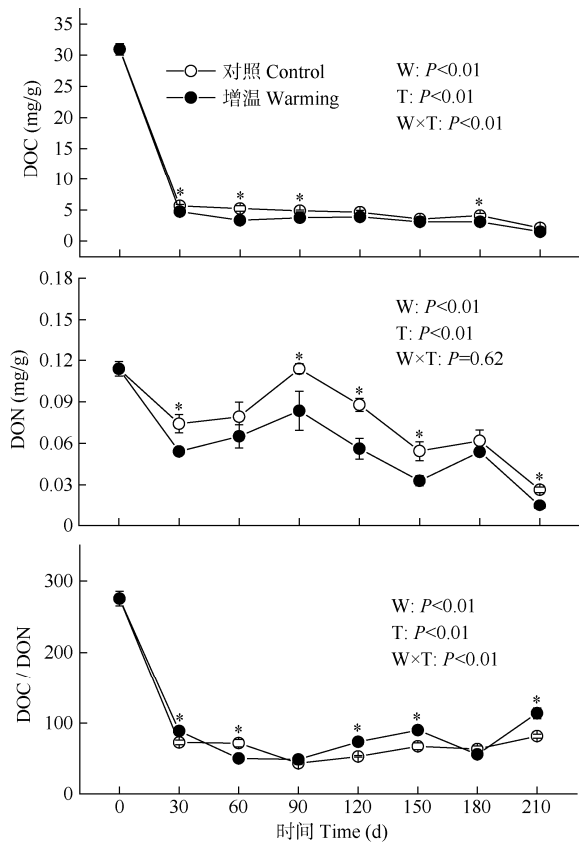 35
30
25
20
15
10
5
0
DOC (mg/g)
对照 Control
增温 Warming
W: P<0.01
T: P<0.01
W×T: P<0.01
* * * *
0.18
0.15
0.12
0.09
0.06
0.03
0
DON (mg/g)
W: P<0.01
T: P<0.01
W×T: P=0.62
* * * * *
300
200
100
0
DOC / DON
W: P<0.01
T: P<0.01
W×T: P<0.01
* * * * *
0 30 60 90 120 150 180 210
时间 Time (d)